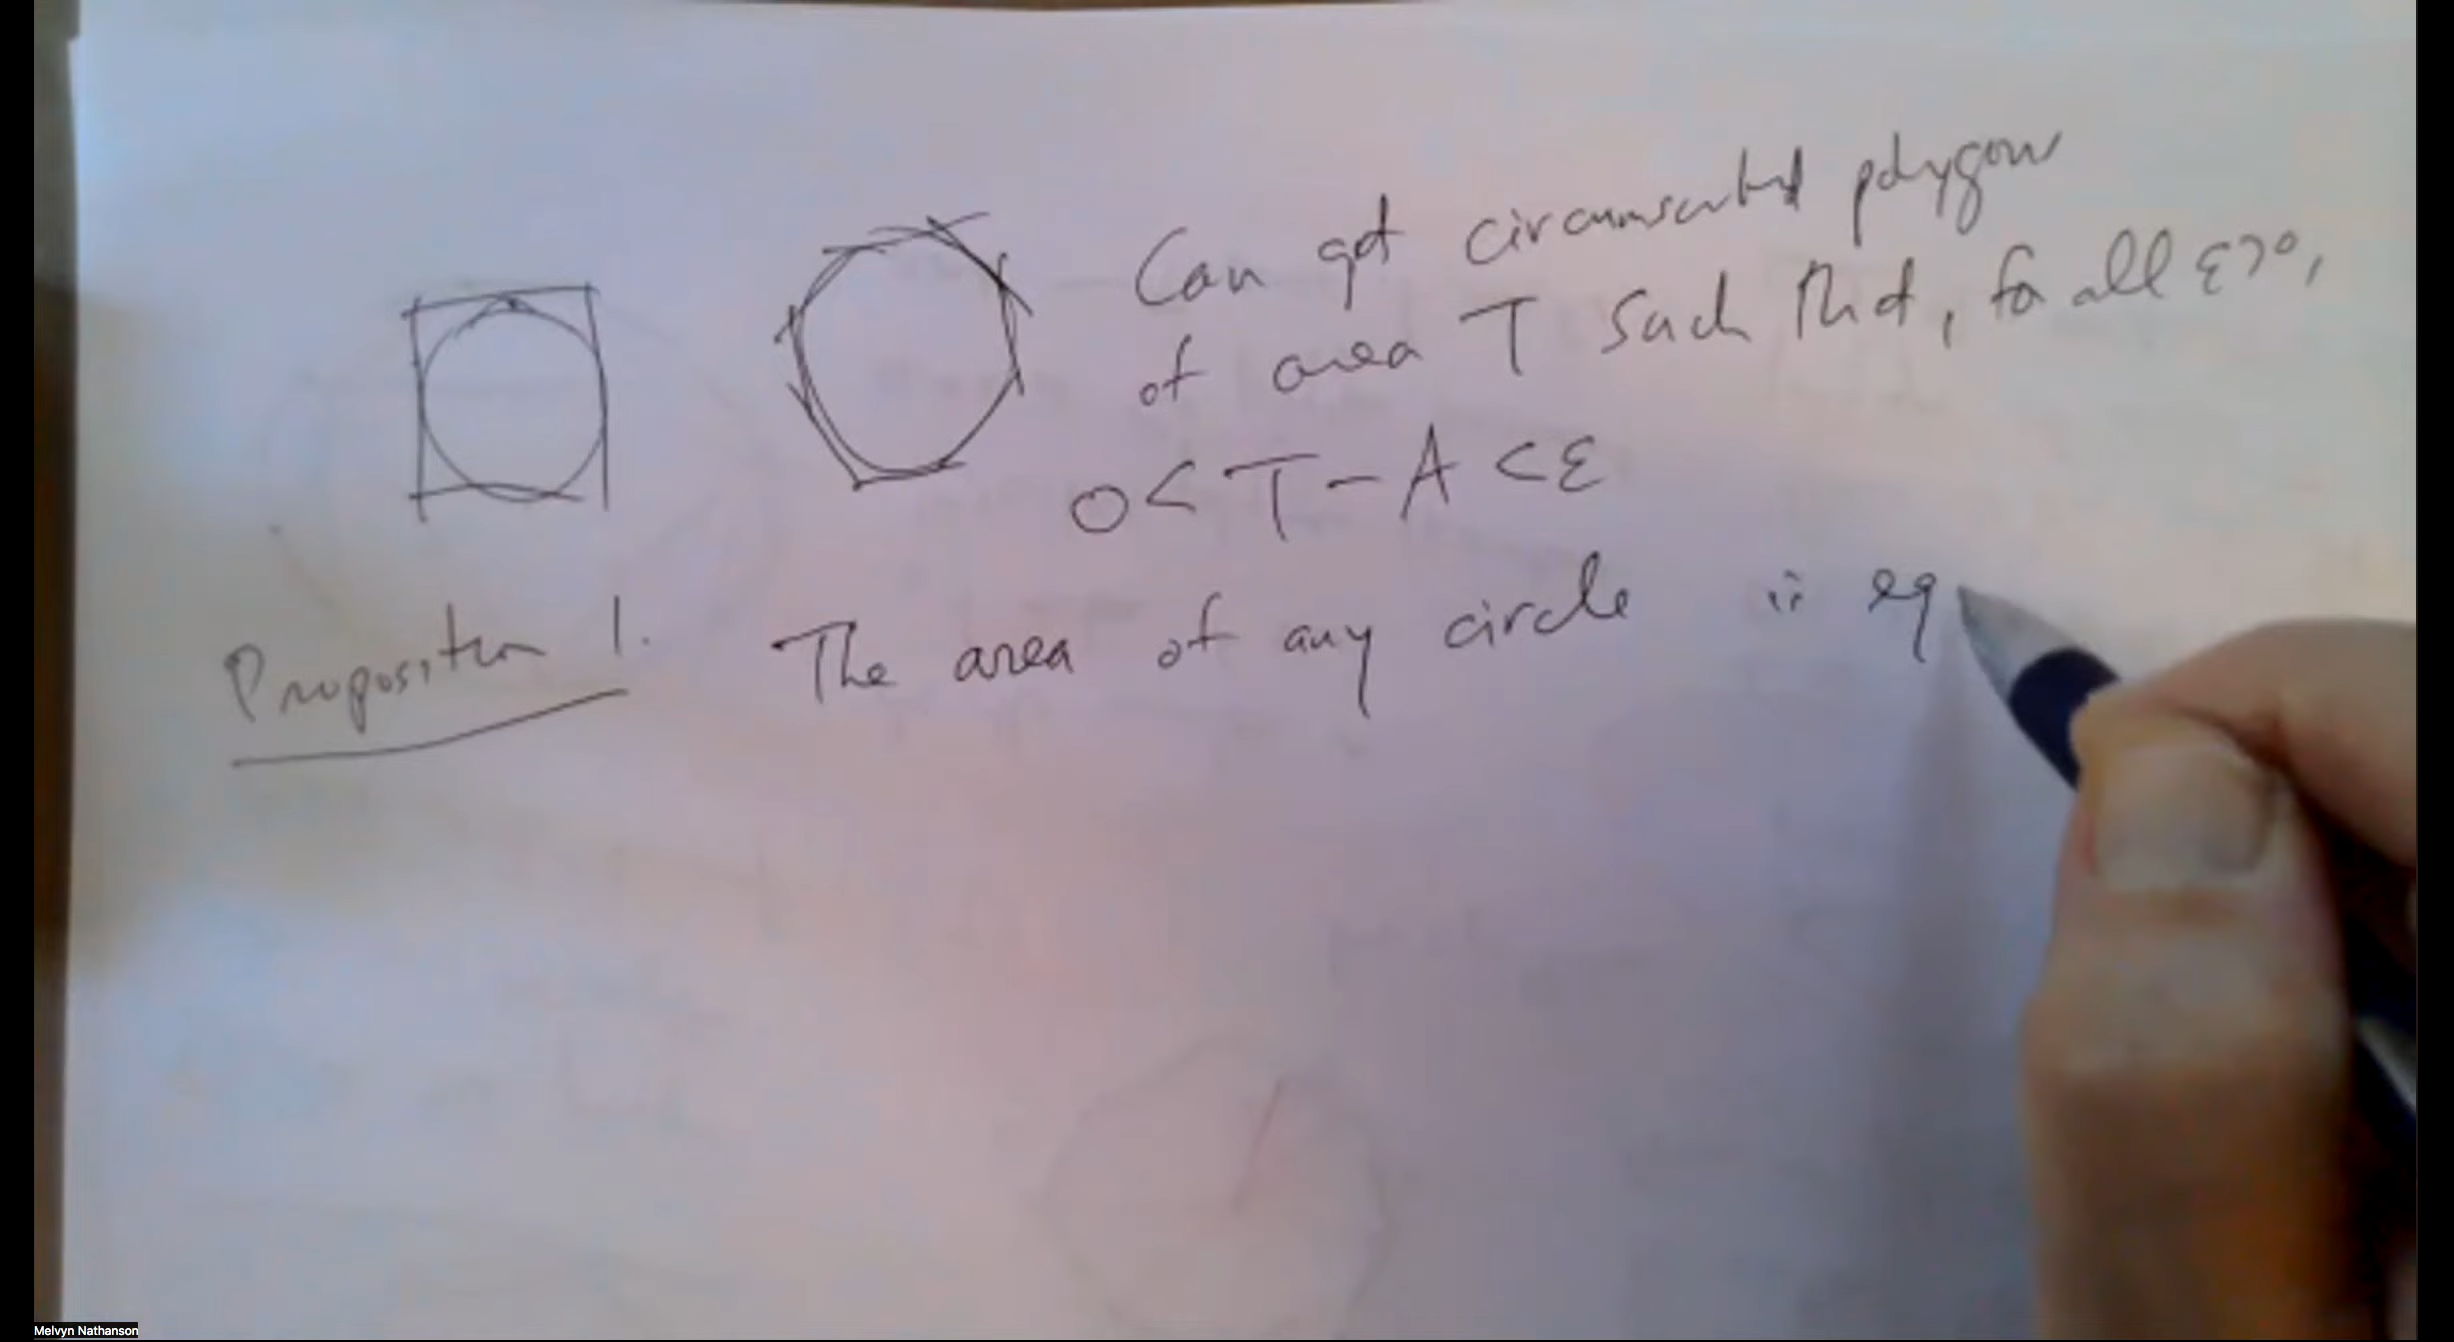 Can get circumscribed polygon
of area T such that, for all ε>0,
0 < T - A < ε
Proposition 1. The area of any circle is eq
Melvyn Nathanson